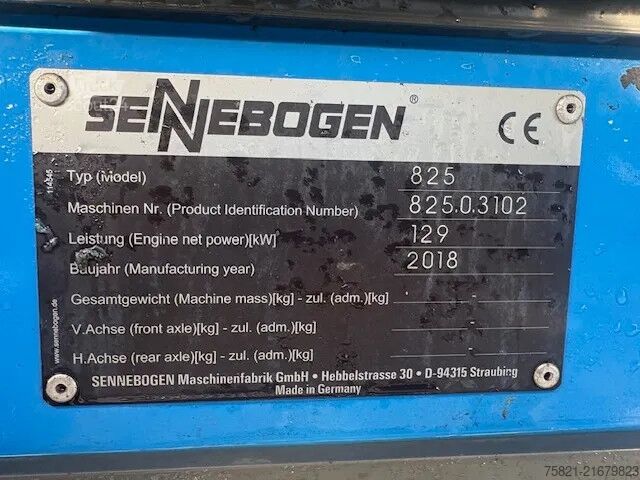 SENNEBOGEN ® CE
Typ (Model) 825
Maschinen Nr. (Product Identification Number) 825.0.3102
Leistung (Engine net power)[kW] 129
Baujahr (Manufacturing year) 2018
Gesamtgewicht (Machine mass)[kg] - zul. (adm.)[kg] -
V.Achse (front axle)[kg] - zul. (adm.)[kg] -
H.Achse (rear axle)[kg] - zul. (adm.)[kg] -
SENNEBOGEN Maschinenfabrik GmbH • Hebbelstrasse 30 • D-94315 Straubing
Made in Germany
114345
www.sennebogen.de
75821-21679823